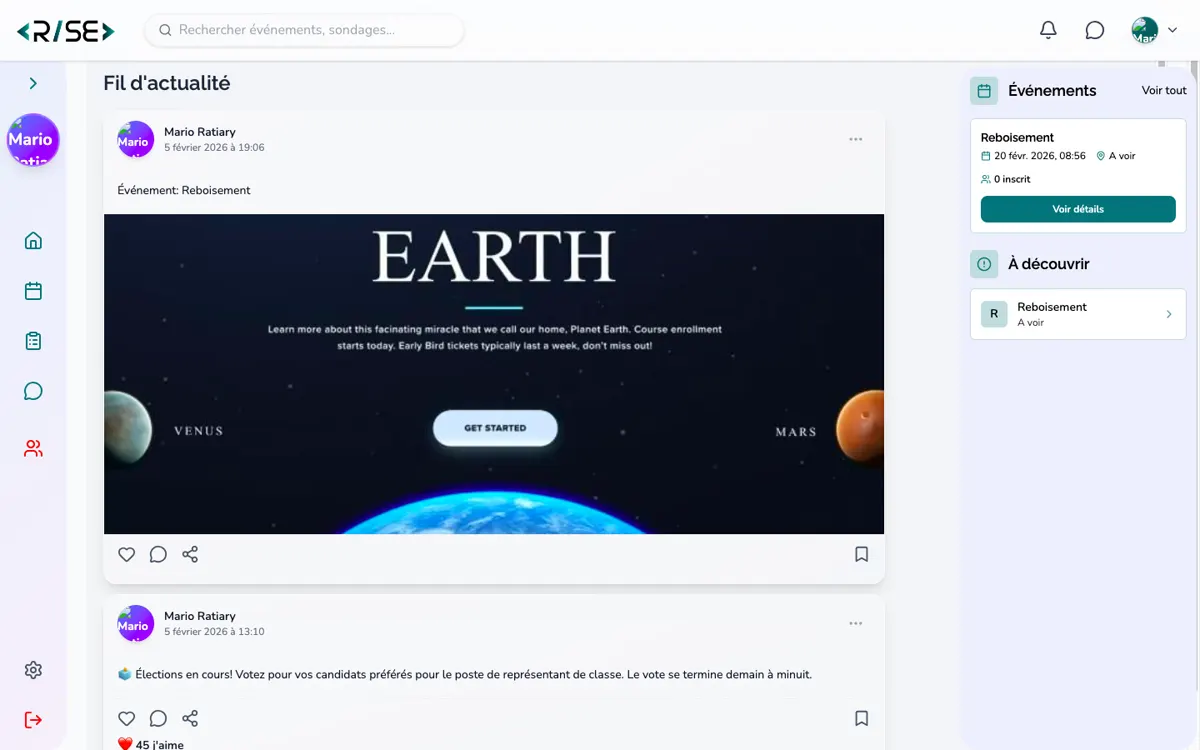 <R/SE>
Rechercher événements, sondages...
Mario
Fil d'actualité
Mario
Mario Ratiary
5 février 2026 à 19:06
Événement: Reboisement
EARTH
Learn more about this facinating miracle that we call our home, Planet Earth. Course enrollment
starts today. Early Bird tickets typically last a week, don't miss out!
VENUS
GET STARTED
MARS
Mario
Mario Ratiary
5 février 2026 à 13:10
🗳️ Élections en cours! Votez pour vos candidats préférés pour le poste de représentant de classe. Le vote se termine demain à minuit.
❤️ 45 j'aime
Événements
Voir tout
Reboisement
20 févr. 2026, 08:56 A voir
0 inscrit
Voir détails
À découvrir
R
Reboisement
A voir